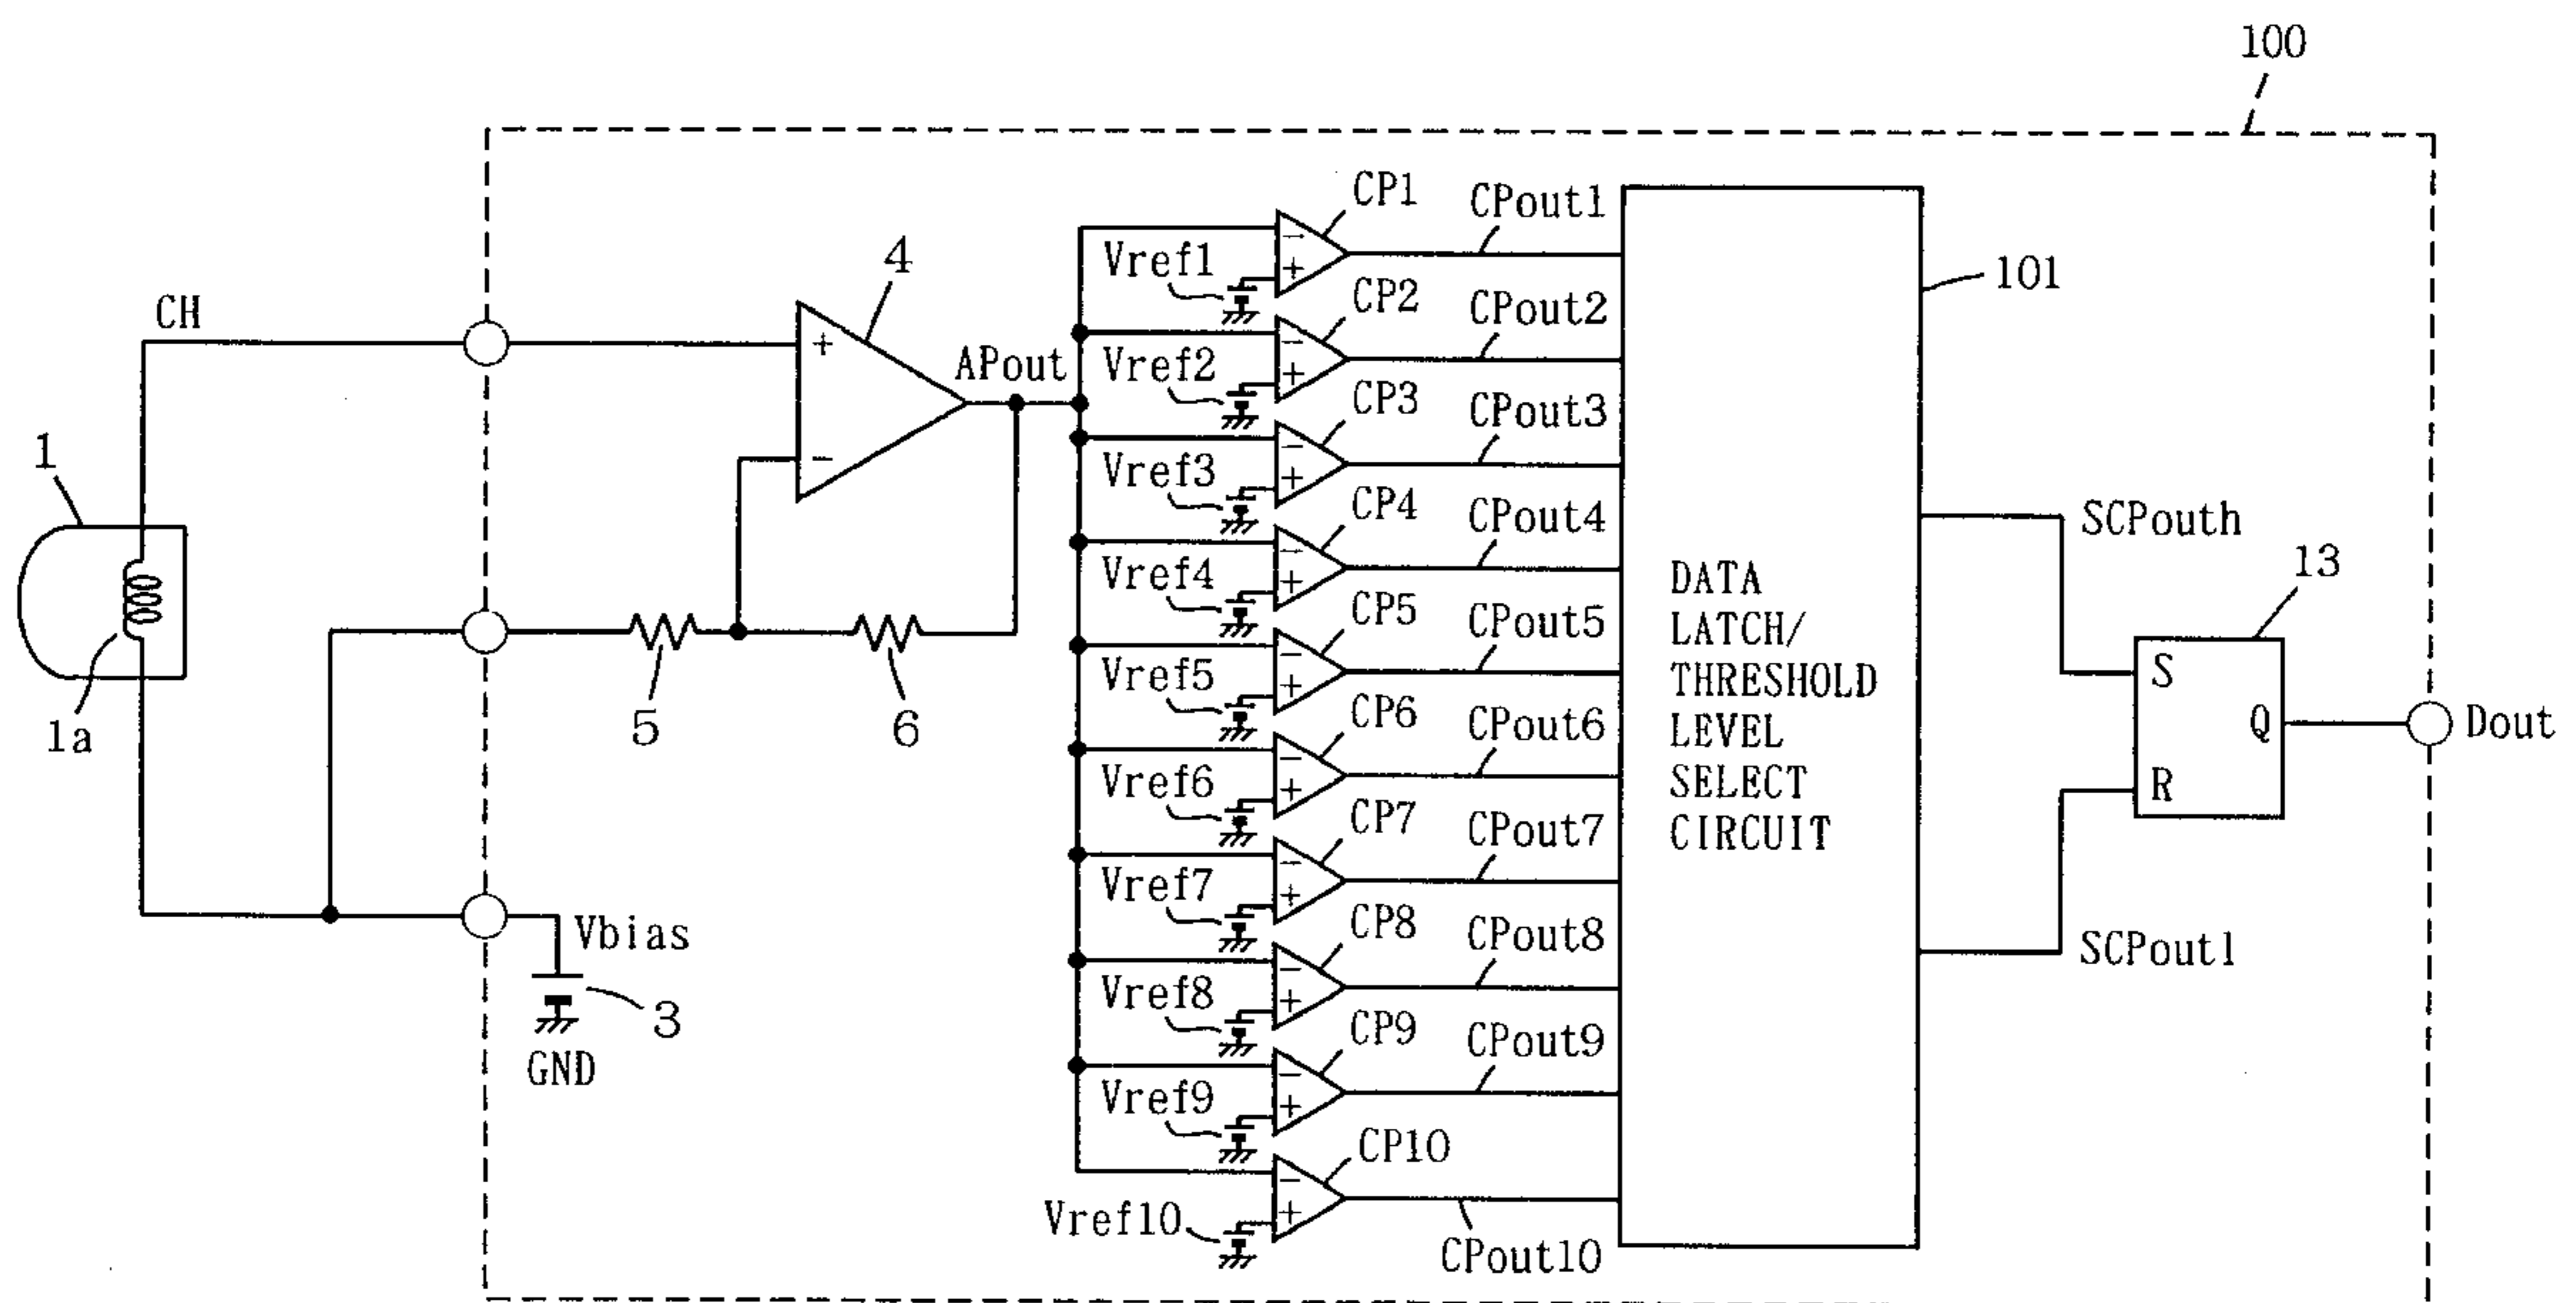 100
CP1
CPout1
Vref1
101
CP2
CPout2
Vref2
4
CH
+
−
APout
CP3
CPout3
Vref3
CP4
CPout4
Vref4
1
1a
5
6
CP5
CPout5
Vref5
CP6
CPout6
Vref6
CP7
CPout7
Vref7
CP8
CPout8
Vref8
CP9
CPout9
Vref9
CP10
CPout10
Vref10
Vbias
3
GND
DATA
LATCH/
THRESHOLD
LEVEL
SELECT
CIRCUIT
SCPouth
13
S
Q
R
Dout
SCPoutl